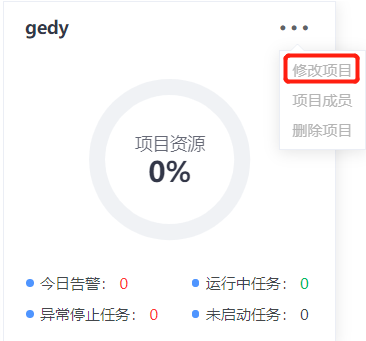 gedy
修改项目
项目成员
删除项目
项目资源
0%
今日告警： 0
运行中任务： 0
异常停止任务： 0
未启动任务： 0